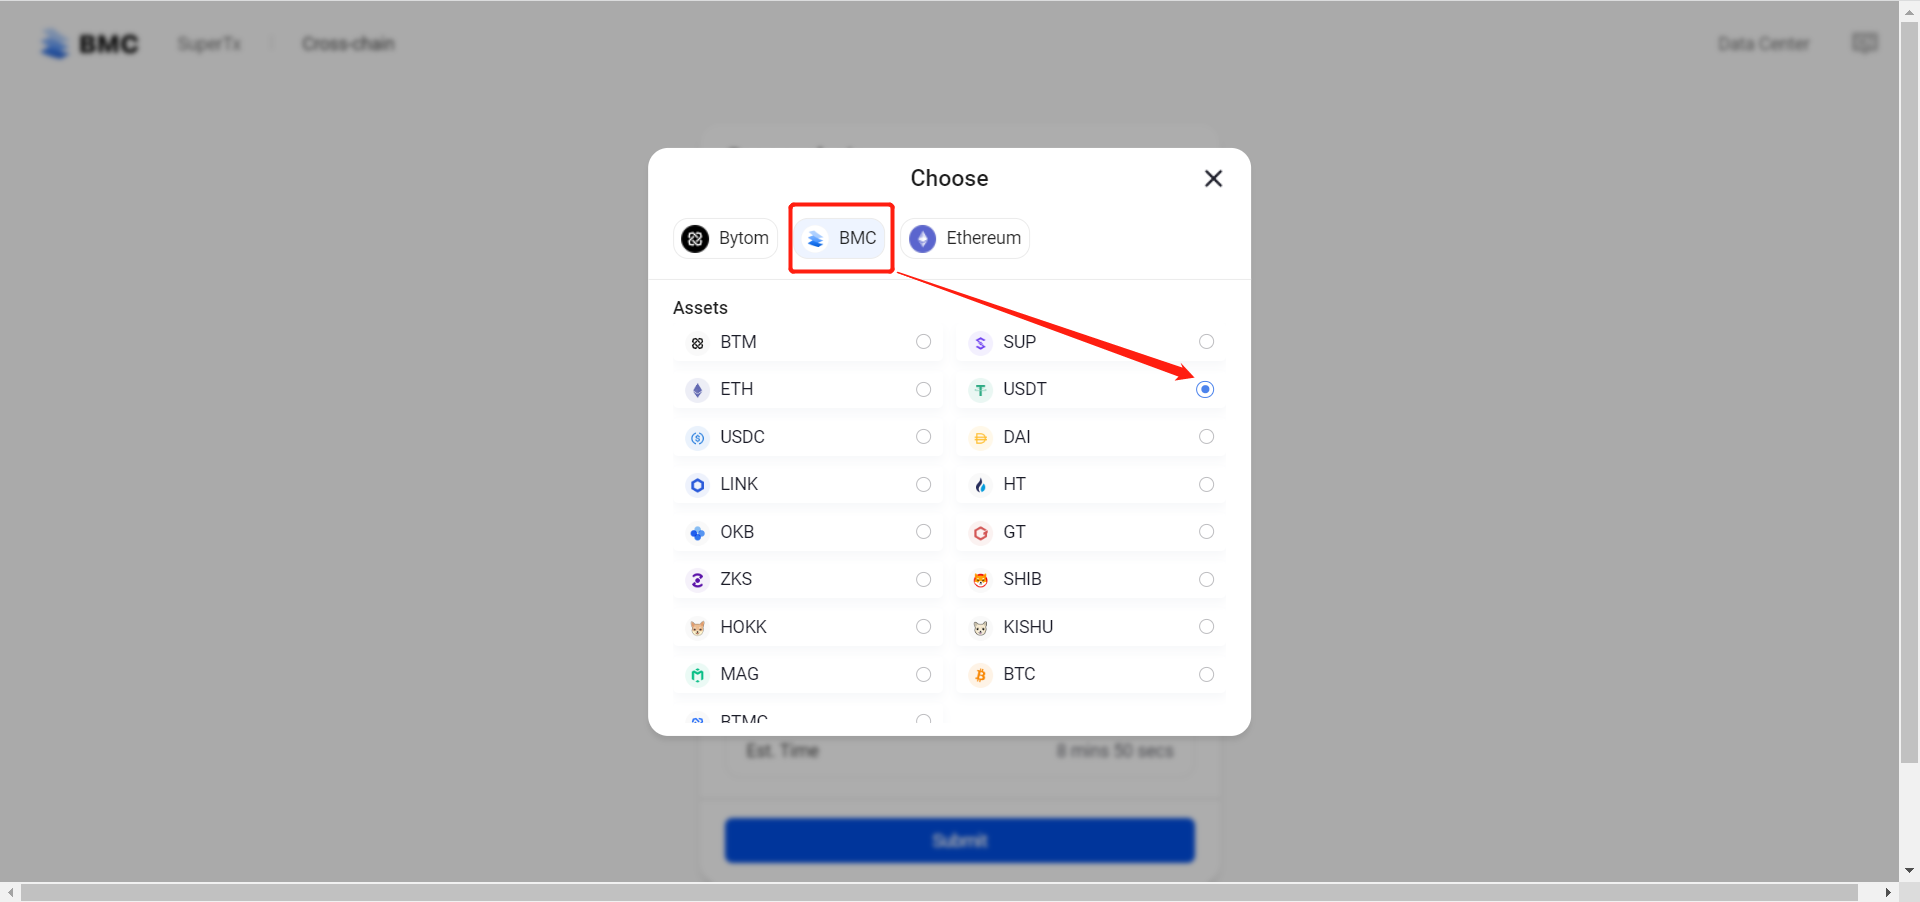 BMC SuperTx Cross-chain Data Center
Choose
Bytom BMC Ethereum
Assets
BTM SUP
ETH USDT
USDC DAI
LINK HT
OKB GT
ZKS SHIB
HOKK KISHU
MAG BTC
BTMC
Est. Time 8 mins 50 secs
Submit